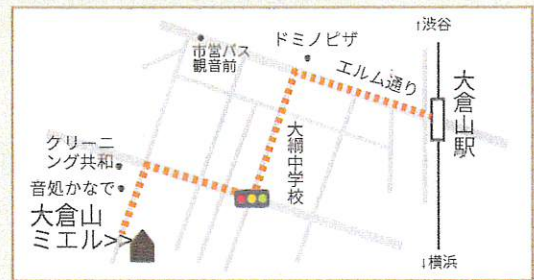 ↑渋谷
ドミノピザ
市営バス
観音前
エルム通り
大倉山駅
大綱中学校
クリーニ
ング共和
音処かなで
大倉山
ミエル>>
↓横浜